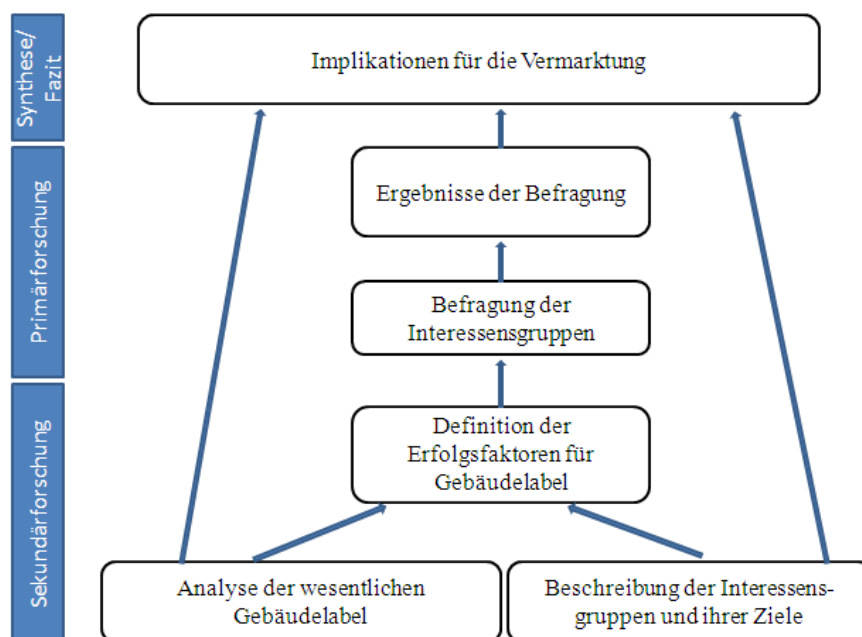 Synthese/
Fazit
Implikationen für die Vermarktung
Primärforschung
Ergebnisse der Befragung
Befragung der
Interessensgruppen
Sekundärforschung
Definition der
Erfolgsfaktoren für
Gebäudelabel
Analyse der wesentlichen
Gebäudelabel
Beschreibung der Interessens-
gruppen und ihrer Ziele